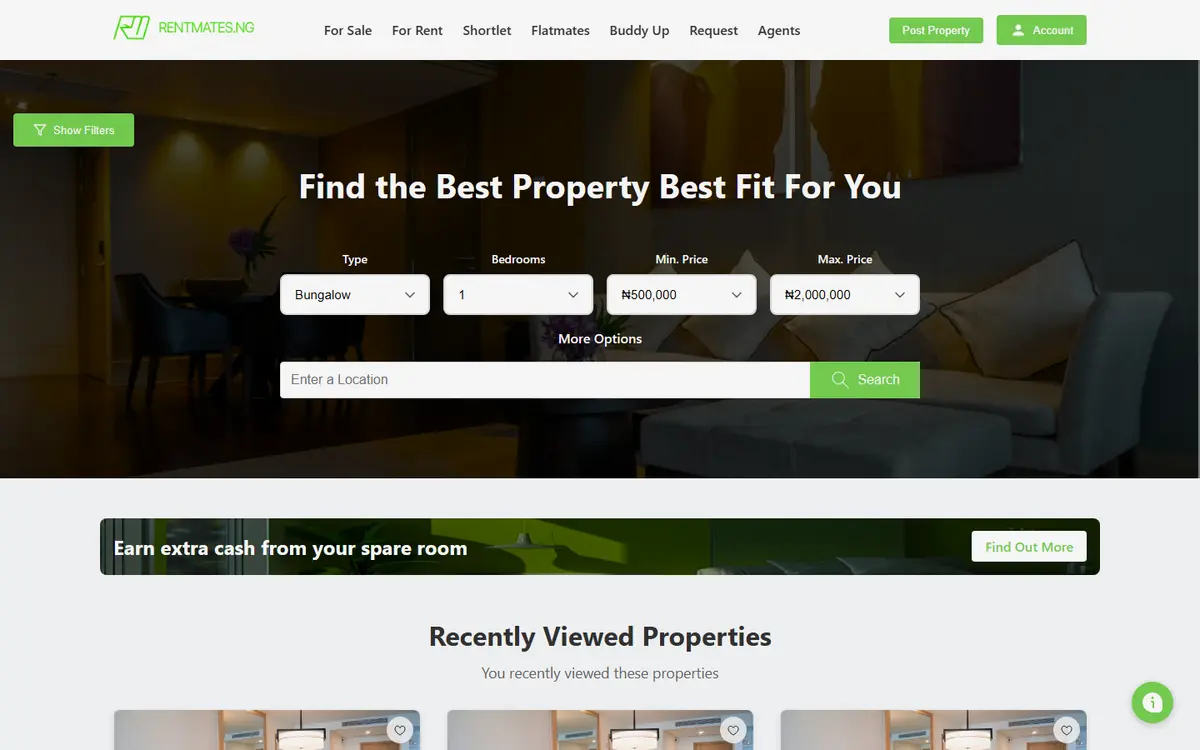 RENTMATES.NG
For Sale For Rent Shortlet Flatmates Buddy Up Request Agents
Post Property
Account
Show Filters
Find the Best Property Best Fit For You
Type Bedrooms Min. Price Max. Price
Bungalow 1 ₦500,000 ₦2,000,000
More Options
Enter a Location Search
Earn extra cash from your spare room
Find Out More
Recently Viewed Properties
You recently viewed these properties